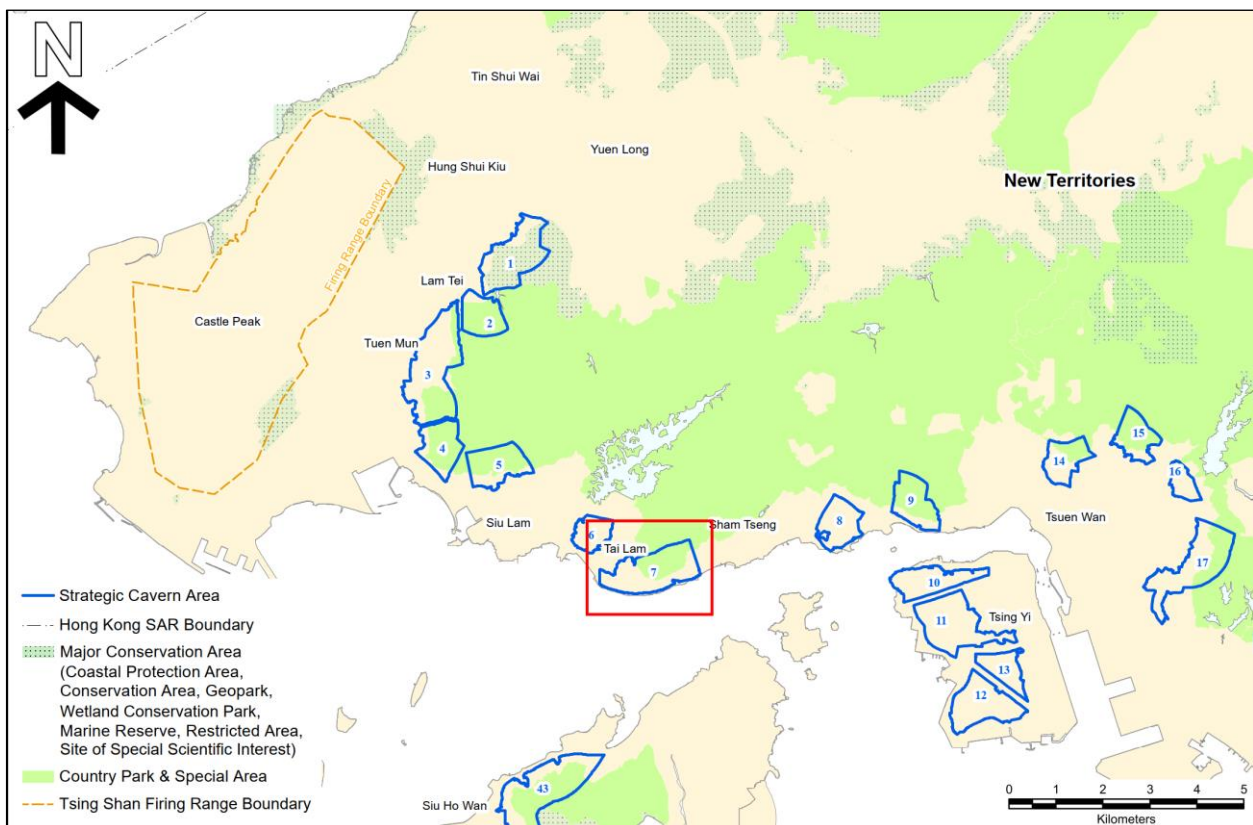 N
Tin Shui Wai
Yuen Long
Hung Shui Kiu
New Territories
Firing Range Boundary
1
Lam Tei
2
Castle Peak
Tuen Mun
3
4
5
15
14
16
9
Siu Lam
Sham Tseng
8
Tsuen Wan
6
Tai Lam
7
17
10
11
Tsing Yi
13
12
Strategic Cavern Area
Hong Kong SAR Boundary
Major Conservation Area
(Coastal Protection Area,
Conservation Area, Geopark,
Wetland Conservation Park,
Marine Reserve, Restricted Area,
Site of Special Scientific Interest)
Country Park & Special Area
Tsing Shan Firing Range Boundary
Siu Ho Wan
43
0 1 2 3 4 5
Kilometers